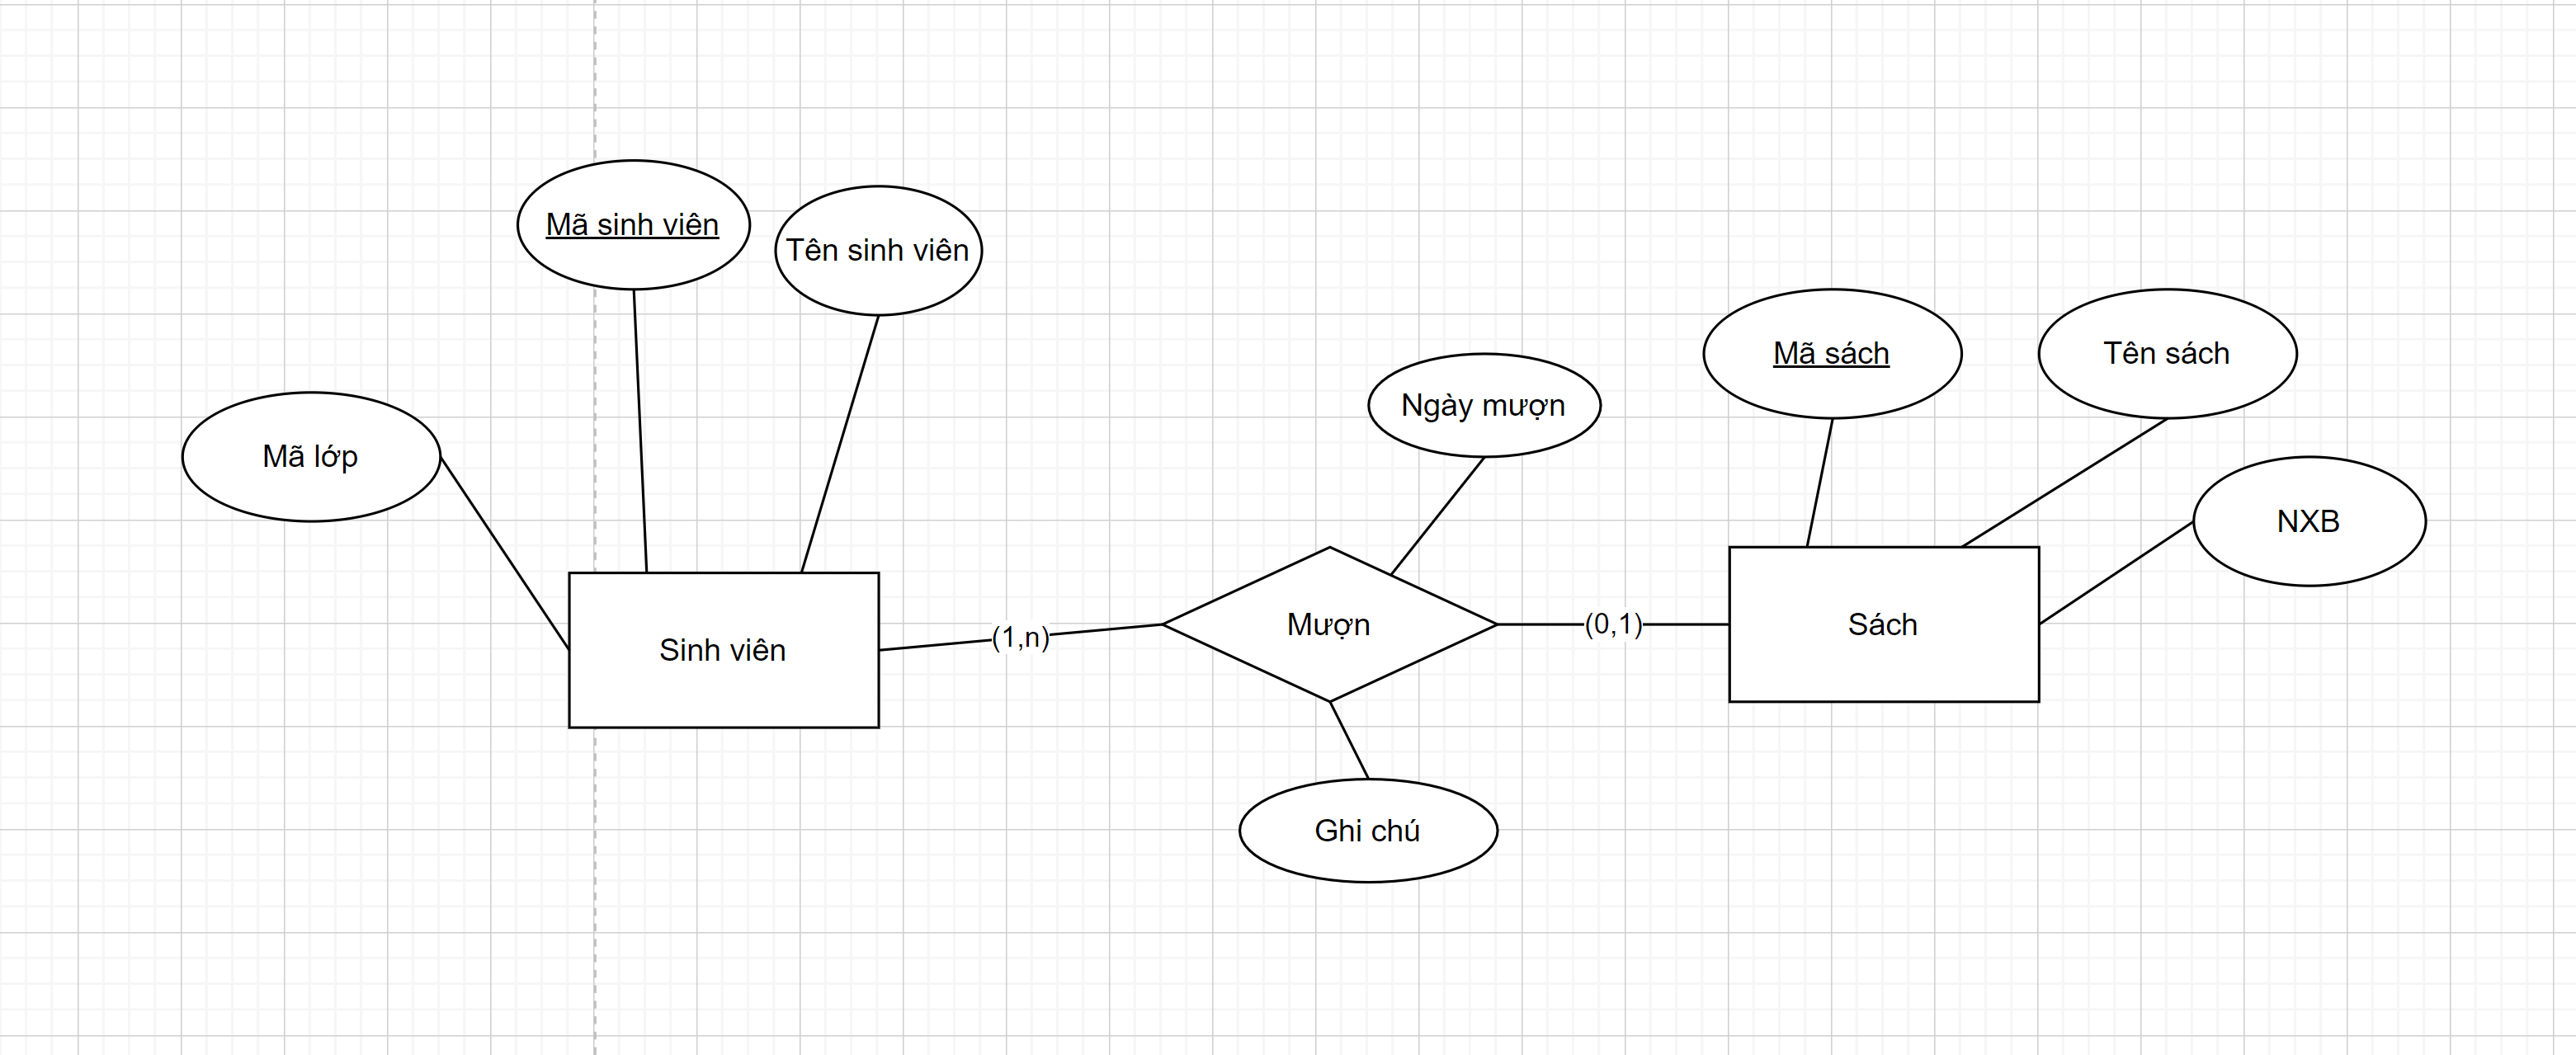 Mã sinh viên
Tên sinh viên
Mã sách
Tên sách
Ngày mượn
Mã lớp
NXB
Mượn
(0,1)
Sách
(1,n)
Sinh viên
Ghi chú